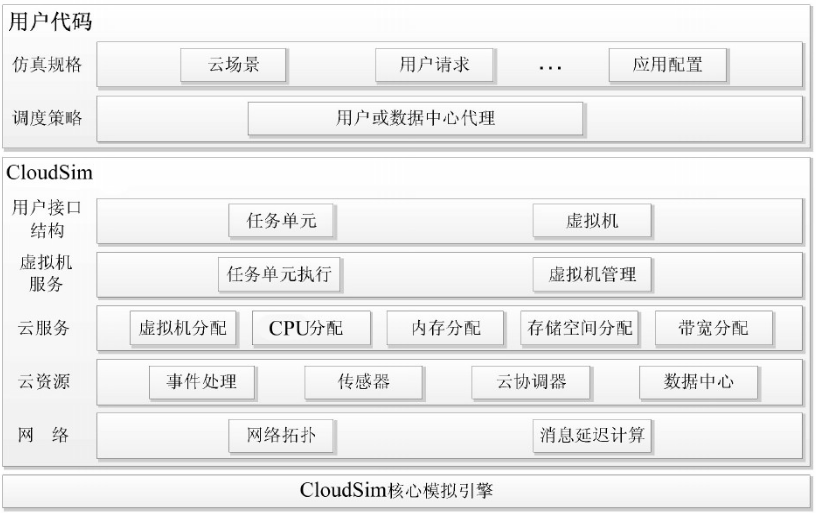 用户代码
仿真规格 云场景 用户请求 ... 应用配置
调度策略 用户或数据中心代理
CloudSim
用户接口
结构 任务单元 虚拟机
虚拟机
服务 任务单元执行 虚拟机管理
云服务 虚拟机分配 CPU分配 内存分配 存储空间分配 带宽分配
云资源 事件处理 传感器 云协调器 数据中心
网 络 网络拓扑 消息延迟计算
CloudSim核心模拟引擎